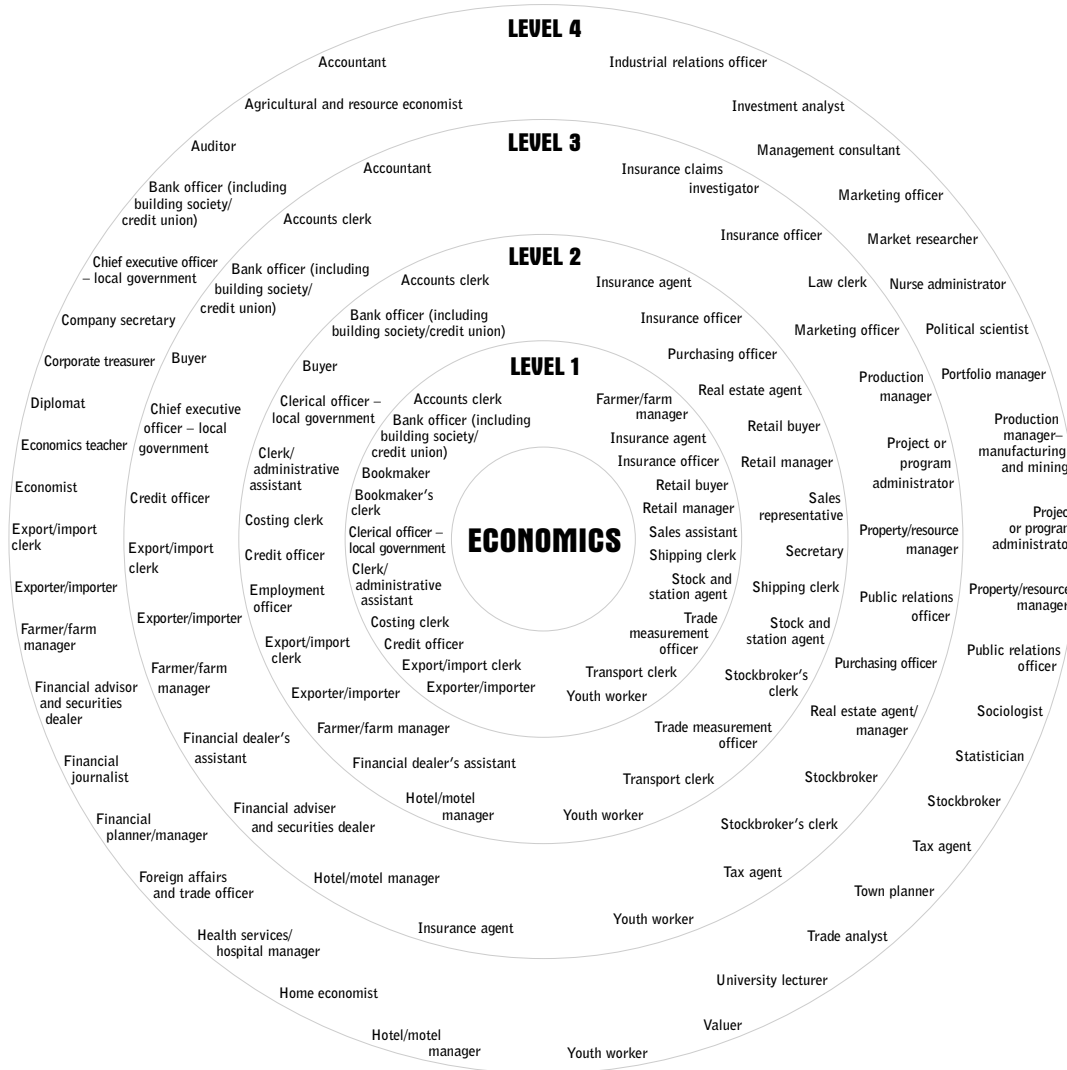 LEVEL 4
Accountant
Agricultural and resource economist
Auditor
Bank officer (including
building society/
credit union)
Chief executive officer
– local government
Company secretary
Corporate treasurer
Diplomat
Economics teacher
Economist
Export/import
clerk
Exporter/importer
Farmer/farm
manager
Financial advisor
and securities
dealer
Financial
journalist
Financial
planner/manager
Foreign affairs
and trade officer
Health services/
hospital manager
Home economist
Hotel/motel
manager
Industrial relations officer
Investment analyst
Management consultant
Marketing officer
Market researcher
Nurse administrator
Political scientist
Portfolio manager
Production
manager–
manufacturing
and mining
Projec
or program
administrato
Property/resource
manager
Public relations
officer
Sociologist
Statistician
Stockbroker
Tax agent
Town planner
Trade analyst
University lecturer
Valuer
Youth worker
LEVEL 3
Accountant
Accounts clerk
Bank officer (including
building society/
credit union)
Buyer
Chief executive
officer – local
government
Credit officer
Export/import
clerk
Exporter/importer
Farmer/farm
manager
Financial dealer's
assistant
Financial adviser
and securities dealer
Hotel/motel manager
Insurance agent
Insurance claims
investigator
Insurance officer
Law clerk
Marketing officer
Production
manager
Project or
program
administrator
Property/resource
manager
Public relations
officer
Purchasing officer
Real estate agent/
manager
Stockbroker
Stockbroker's clerk
Tax agent
Youth worker
LEVEL 2
Accounts clerk
Bank officer (including
building society/credit union)
Buyer
Clerical officer –
local government
Clerk/
administrative
assistant
Costing clerk
Credit officer
Employment
officer
Export/import
clerk
Exporter/importer
Farmer/farm manager
Financial dealer's assistant
Hotel/motel
manager
Insurance agent
Insurance officer
Purchasing officer
Real estate agent
Retail buyer
Retail manager
Sales
representative
Secretary
Shipping clerk
Stock and
station agent
Stockbroker's
clerk
Trade measurement
officer
Transport clerk
Youth worker
LEVEL 1
Accounts clerk
Bank officer (including
building society/
credit union)
Bookmaker
Bookmaker's
clerk
Clerical officer –
local government
Clerk/
administrative
assistant
Costing clerk
Credit officer
Export/import clerk
Exporter/importer
Farmer/farm
manager
Insurance agent
Insurance officer
Retail buyer
Retail manager
Sales assistant
Shipping clerk
Stock and
station agent
Trade
measurement
officer
Transport clerk
Youth worker
ECONOMICS